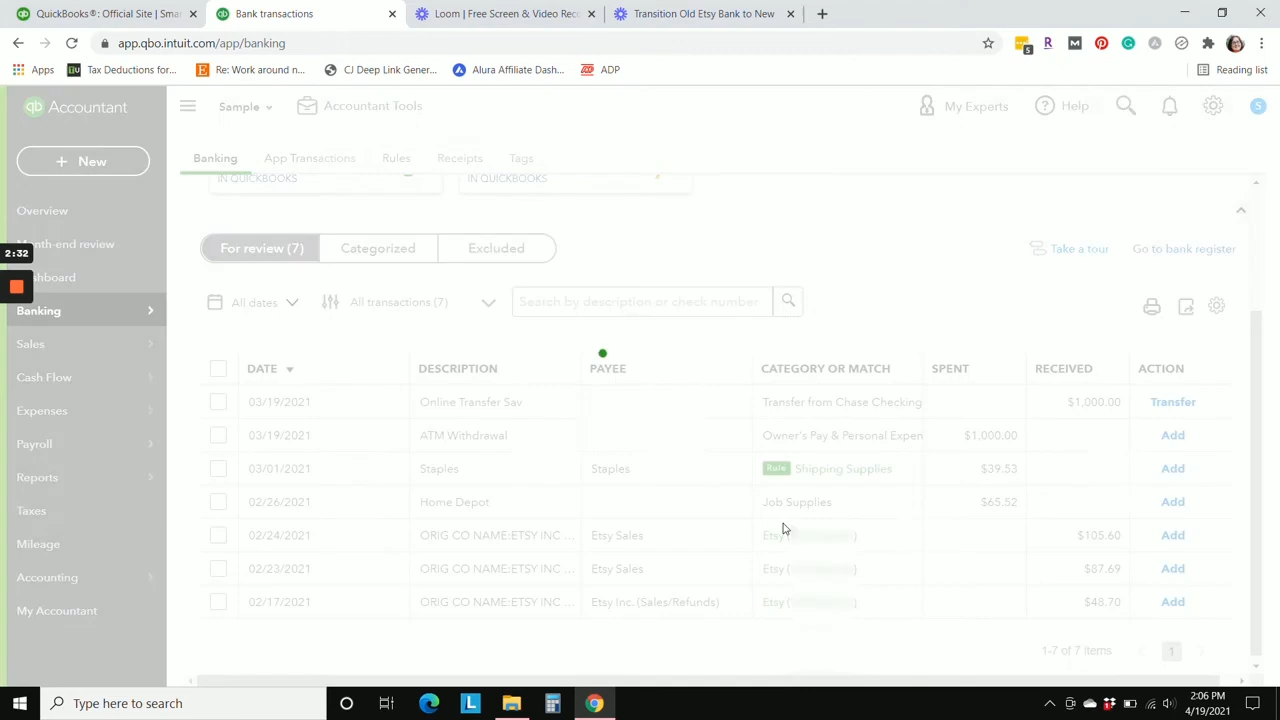 QuickBooks®: Official Site | Smar
Bank transactions
Loom | Free Screen & Video Reco
Transition Old Etsy Bank to New
app.qbo.intuit.com/app/banking
5
Apps
Tax Deductions for...
Re: Work around n...
CJ Deep Link Gener...
Alura Affiliate Dash...
ADP
Reading list
qb Accountant
Sample
Accountant Tools
My Experts
Help
S
+ New
Banking
App Transactions
Rules
Receipts
Tags
IN QUICKBOOKS
IN QUICKBOOKS
Overview
onth-end review
shboard
Banking
Sales
Cash Flow
Expenses
Payroll
Reports
Taxes
Mileage
Accounting
My Accountant
2:32
For review (7)
Categorized
Excluded
Take a tour
Go to bank register
All dates
All transactions (7)
Search by description or check number
DATE DESCRIPTION PAYEE CATEGORY OR MATCH SPENT RECEIVED ACTION
03/19/2021 Online Transfer Sav Transfer from Chase Checking $1,000.00 Transfer
03/19/2021 ATM Withdrawal Owner's Pay & Personal Expen $1,000.00 Add
03/01/2021 Staples Staples Rule Shipping Supplies $39.53 Add
02/26/2021 Home Depot Job Supplies $65.52 Add
02/24/2021 ORIG CO NAME:ETSY INC ... Etsy Sales Etsy ( ) $105.60 Add
02/23/2021 ORIG CO NAME:ETSY INC ... Etsy Sales Etsy ( ) $87.69 Add
02/17/2021 ORIG CO NAME:ETSY INC ... Etsy Inc. (Sales/Refunds) Etsy ( ) $48.70 Add
1-7 of 7 items
1
Type here to search
2:06 PM
4/19/2021